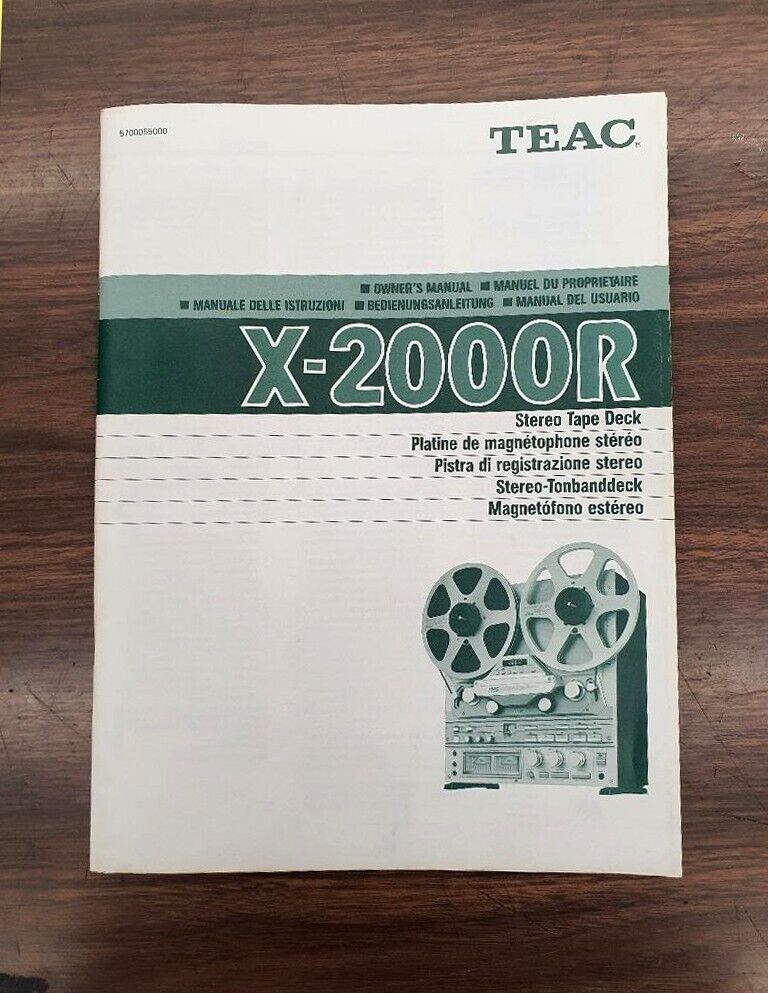 5700055000
TEAC®
■ OWNER'S MANUAL ■ MANUEL DU PROPRIETAIRE
■ MANUALE DELLE ISTRUZIONI ■ BEDIENUNGSANLEITUNG ■ MANUAL DEL USUARIO
X-2000R
Stereo Tape Deck
Platine de magnétophone stéréo
Pistra di registrazione stereo
Stereo-Tonbanddeck
Magnetófono estéreo